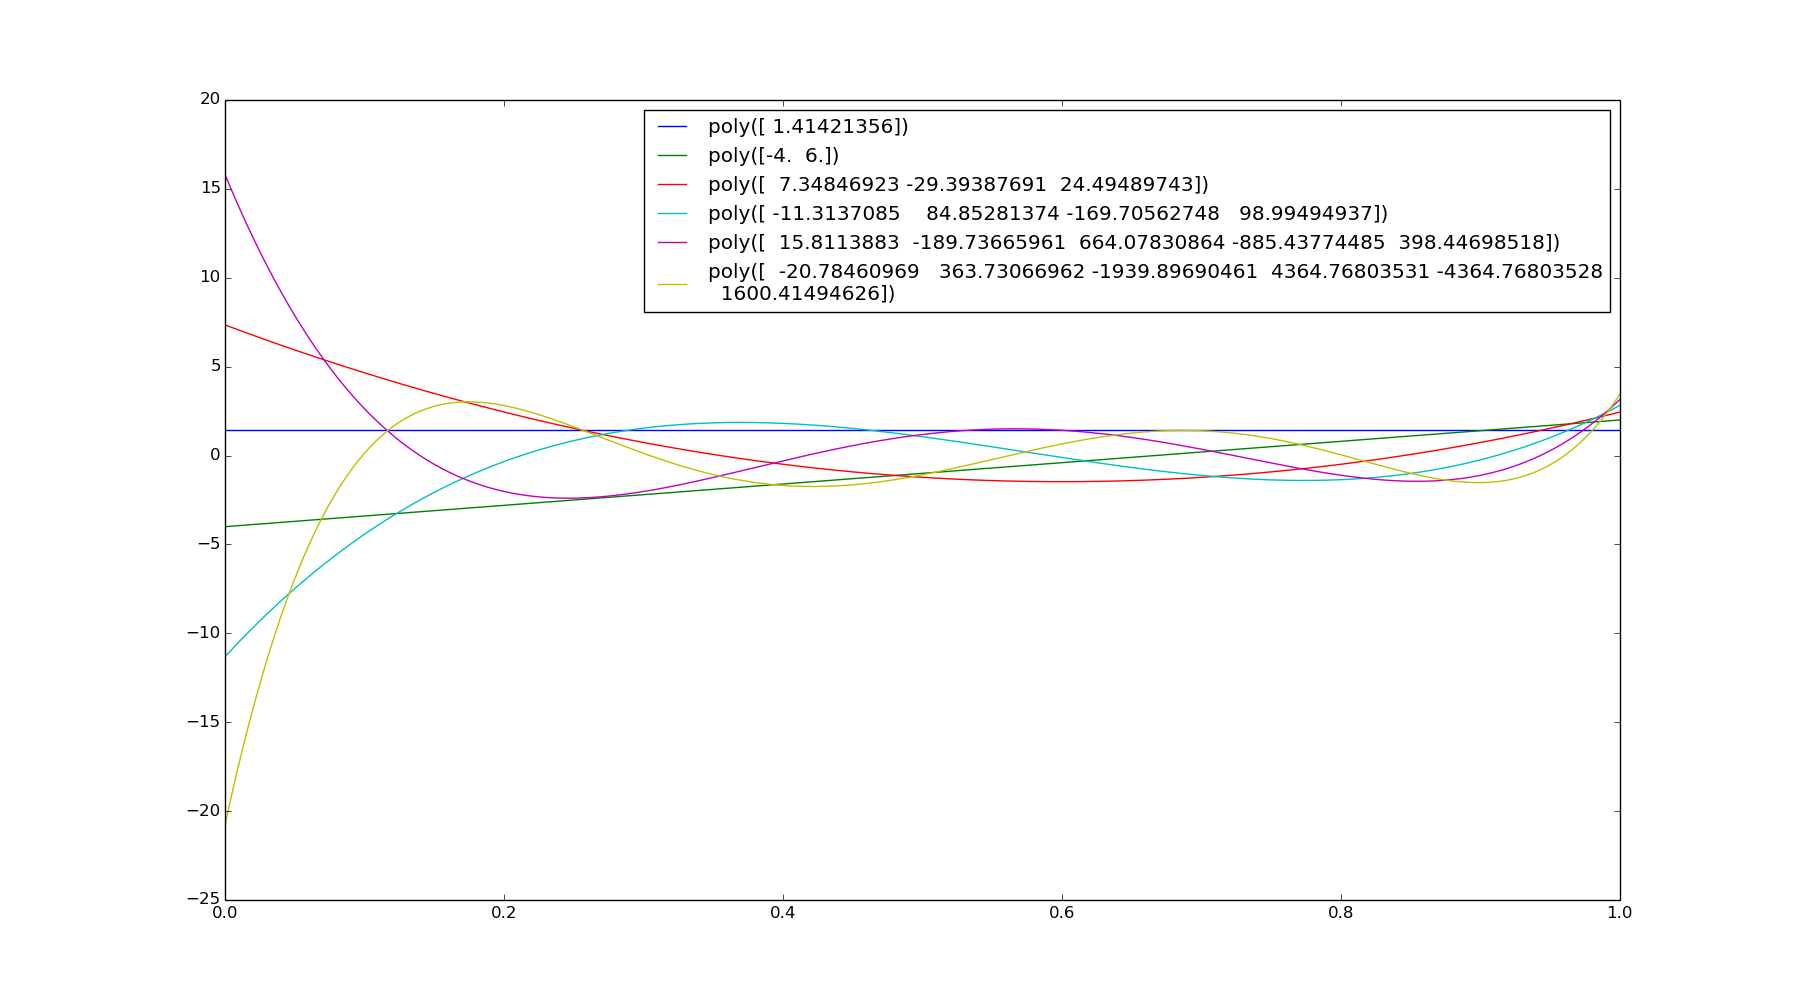 20
15
10
5
0
−5
−10
−15
−20
−25
0.0 0.2 0.4 0.6 0.8 1.0
poly([ 1.41421356])
poly([-4.  6.])
poly([  7.34846923 -29.39387691  24.49489743])
poly([ -11.3137085    84.85281374 -169.70562748   98.99494937])
poly([  15.8113883  -189.73665961  664.07830864 -885.43774485  398.44698518])
poly([  -20.78460969   363.73066962 -1939.89690461  4364.76803531 -4364.76803528
1600.41494626])